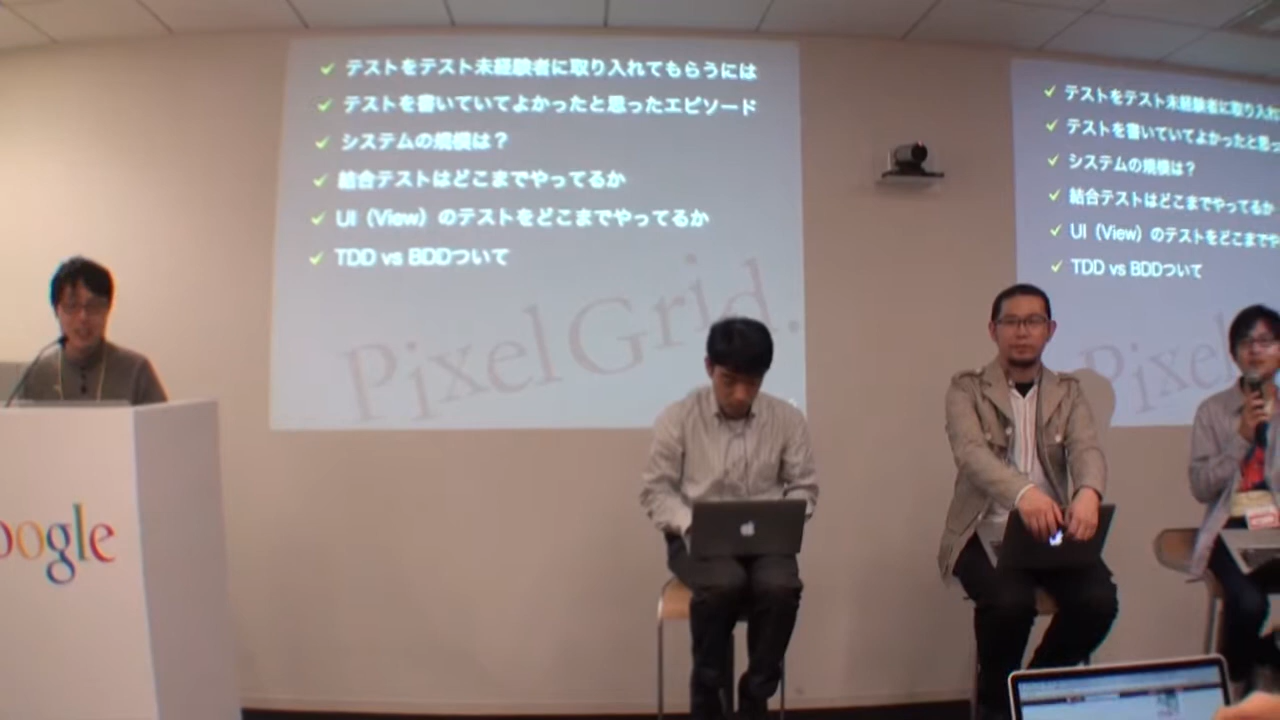 テストをテスト未経験者に取り入れてもらうには
テストを書いていてよかったと思ったエピソード
システムの規模は？
結合テストはどこまでやってるか
UI（View）のテストをどこまでやってるか
TDD vs BDDついて
PixelGrid.
テストをテスト未経験者に取り入れ
テストを書いていてよかったと思っ
システムの規模は？
結合テストはどこまでやってるか
UI（View）のテストをどこまでや
TDD vs BDDついて
Pixel
oogle